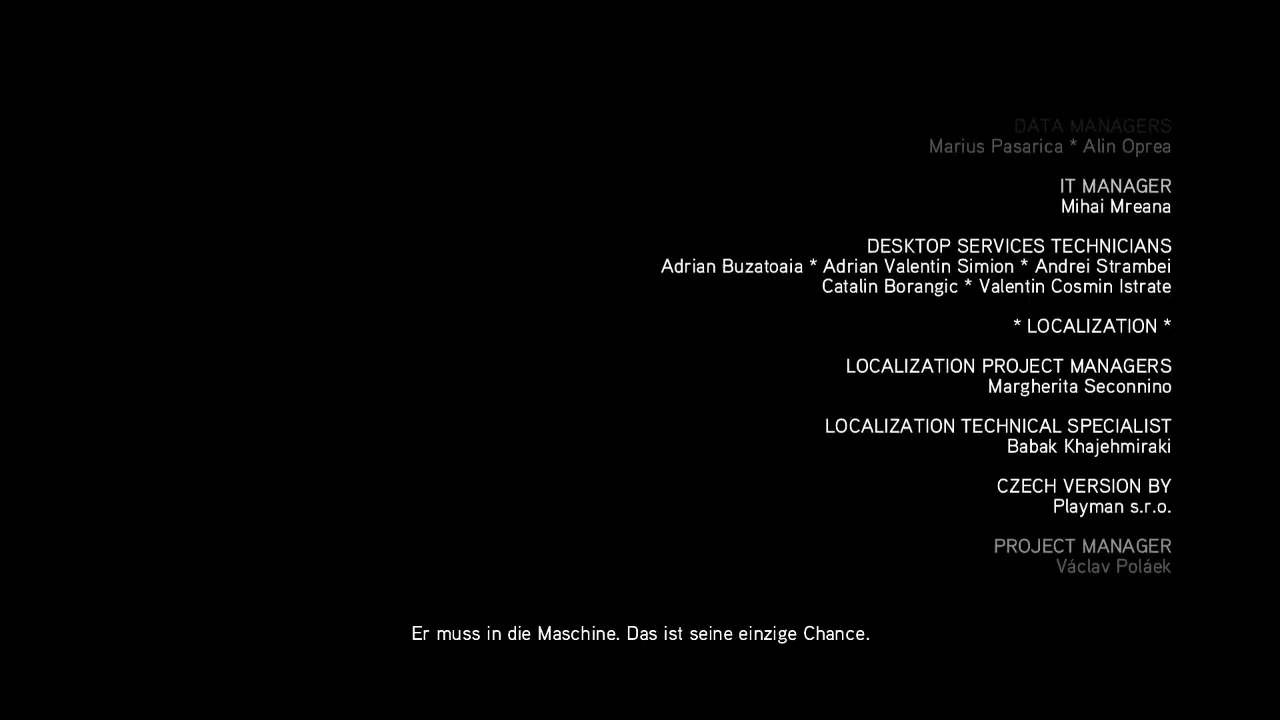 DATA MANAGERS
Marius Pasarica * Alin Oprea
IT MANAGER
Mihai Mreana
DESKTOP SERVICES TECHNICIANS
Adrian Buzatoaia * Adrian Valentin Simion * Andrei Strambei
Catalin Borangic * Valentin Cosmin Istrate
* LOCALIZATION *
LOCALIZATION PROJECT MANAGERS
Margherita Seconnino
LOCALIZATION TECHNICAL SPECIALIST
Babak Khajehmiraki
CZECH VERSION BY
Playman s.r.o.
PROJECT MANAGER
Václav Poláek
Er muss in die Maschine. Das ist seine einzige Chance.